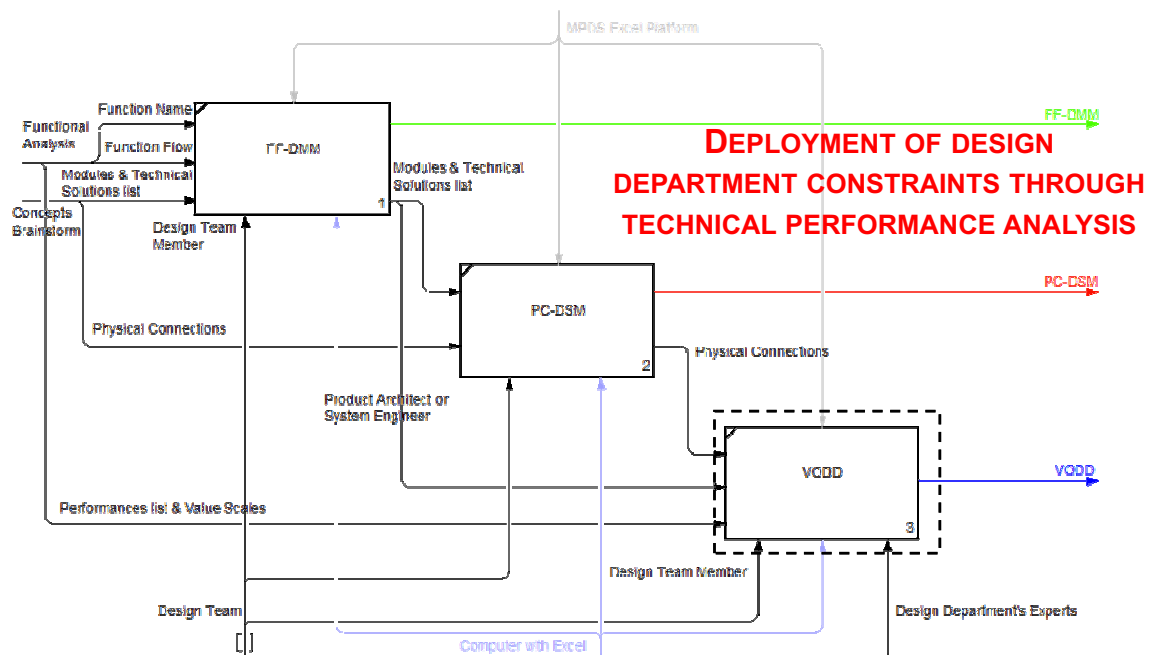 MPDS Excel Platform
Function Name
Functional
Analysis
Function Flow
FF-DMM
FF-DMM
DEPLOYMENT OF DESIGN
DEPARTMENT CONSTRAINTS THROUGH
TECHNICAL PERFORMANCE ANALYSIS
Modules & Technical
Solutions list
Modules & Technical
Solutions list
1
Concepts
Brainstorm
Design Team
Member
PC-DSM
PC-DSM
Physical Connections
2
Physical Connections
Product Architect or
System Engineer
VODD
VODD
Performances list & Value Scales
3
Design Team Member
Design Team
Design Department's Experts
Computer with Excel